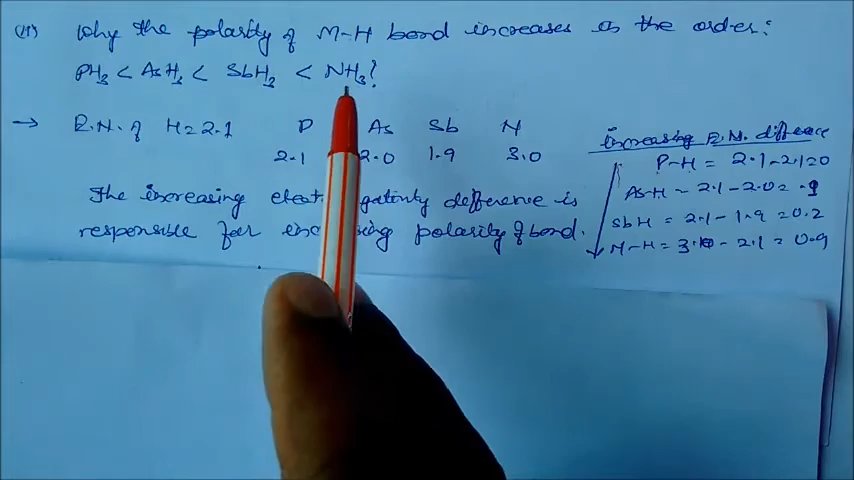 (ii) Why the polarity of M-H bond increases in the order:
PH₃ < AsH₃ < SbH₃ < NH₃?
→ E.N. of H = 2.1 P As Sb N
2.1 2.0 1.9 3.0
The increasing difference is
responsible for polarity of bond.
increasing E.N. difference
P-H = 2.1-2.1=0
As-H = 2.1-2.0= .1
SbH = 2.1-1.9=0.2
N-H = 3.0-2.1=0.9